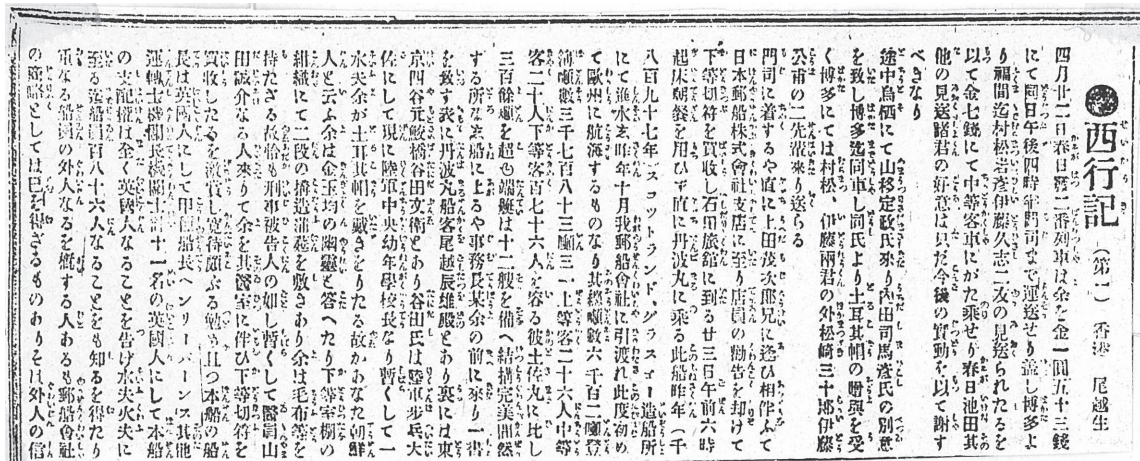 西行記 (第一) 香港 尾越生
四月廿二日春日發二番列車は余を金一圓五十三錢
にて同日午後四時半門司まで運送せり蓋し博多よ
り福間迄村松岩彦伊藤久志二友の見送られたるを
以て金七錢にて中等客車にがた乘せり春日池田其
他の見送諸君の好意は只だ今後の實動を以て謝す
べきなり
途中鳥栖にて山移定政氏來り内田司馬彦氏の別意
を致し博多迄同車し同氏より土耳其帽の贈與を受
く博多にては村松、伊藤兩君の外松崎三十郎伊藤
公甫の二先輩來り送らる
門司に着するや直に上田茂次郎兄に逢ひ相伴ふて
日本郵船株式會社支店に至り店員の勸告を却けて
下等切符を買收し石田旅館に到る廿三日午前六時
起床朝餐を用ひず直に丹波丸に乘る此船昨年(千
八百九十七年)スコットランド、グラスゴー造船所
にて進水し昨年十月我郵船會社に引渡れ此度初め
て歐州に航海するものなり其總噸數六千百二噸登
簿噸數三千七百八十三噸三一上等客二十六人中等
客二十人下等客百七十六人を容る彼土佐丸に比し
三百餘噸を超也端艇は十二艘を備へ結構完美間然
する所なし船に上るや事務長某余の前に來り一書
を致す表に丹波丸船客尾越辰雄殿とあり裏には東
京四谷元鮫橋谷田文衛とあり谷田氏は陸軍步兵大
佐にして現に陸軍中央幼年學校長なり暫くして一
水夫余が土耳其帽を戴きをりたる故かあなた朝鮮
人と云ふ余は金玉均の幽靈と答へたり下等室棚の
組織にて二段の構造蒲莚を敷きあり余は毛布等を
持たざる故恰も刑事被告人の如し暫くして醫員山
田誠介なる人來りて余を其醫室に伴ひ下等切符を
買收したるを激賞し寬待頗ぶる勉む且つ本船の船
長は英國人にして甲但船長ヘンリーバーンス其他
運轉士機關長機關士計十一名の英國人にして本船
の支配權は全く英國人なることを告げ水夫火夫に
至る迄船員百八十六人なることをも知る得たり
重なる船員の外人なるを慨する人あるも郵船會社
の商略としては已を得ざるものあり そは外人の信